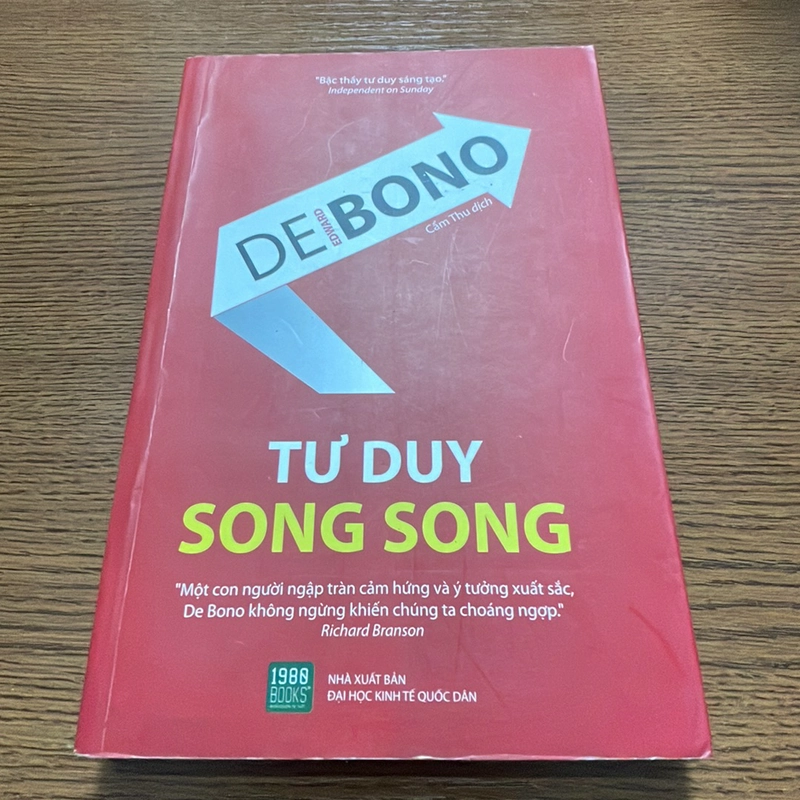 "Bậc thầy tư duy sáng tạo."
Independent on Sunday
DE EDWARD BONO
Cẩm Thu dịch
TƯ DUY
SONG SONG
"Một con người ngập tràn cảm hứng và ý tưởng xuất sắc,
De Bono không ngừng khiến chúng ta choáng ngợp."
Richard Branson
1980
BOOKS
NHÀ XUẤT BẢN
ĐẠI HỌC KINH TẾ QUỐC DÂN